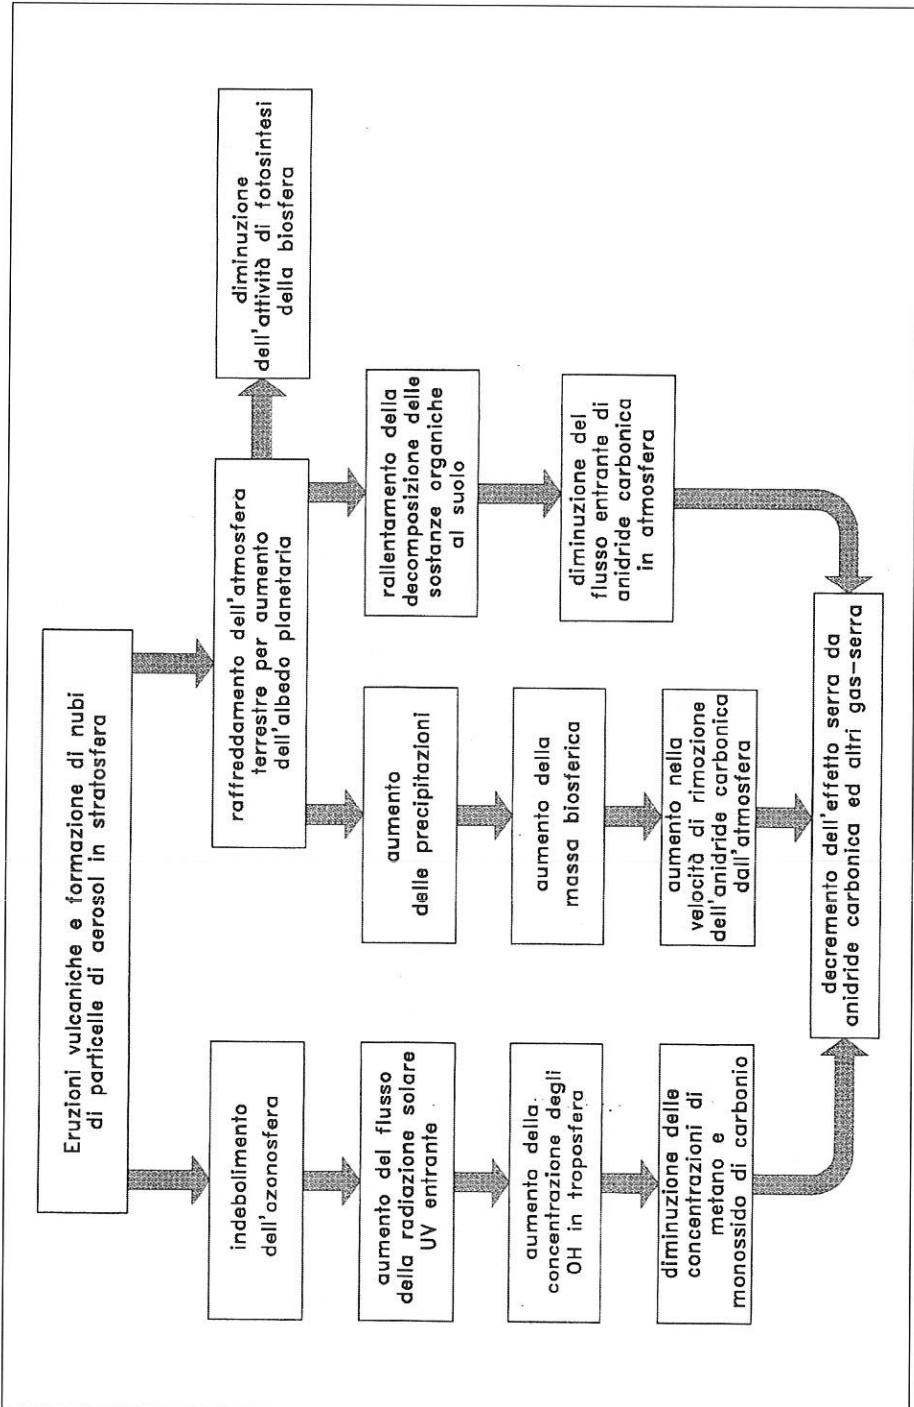 Eruzioni vulcaniche e formazione di nubi
di particelle di aerosol in stratosfera
indebolimento
dell'azonosfera
aumento del flusso
della radiazione solare
UV entrante
aumento della
concentrazione degli
OH in troposfera
diminuzione delle
concentrazioni di
metano e
monossido di carbonio
raffreddamento dell'atmosfera
terrestre per aumento
dell'albedo planetaria
aumento
delle precipitazioni
aumento della
massa biosferica
aumento nella
velocità di rimozione
dell'anidride carbonica
dall'atmosfera
rallentamento della
decomposizione delle
sostanze organiche
al suolo
diminuzione del
flusso entrante di
anidride carbonica
in atmosfera
diminuzione
dell'attività di fotosintesi
della biosfera
decremento dell'effetto serra da
anidride carbonica ed altri gas-serra